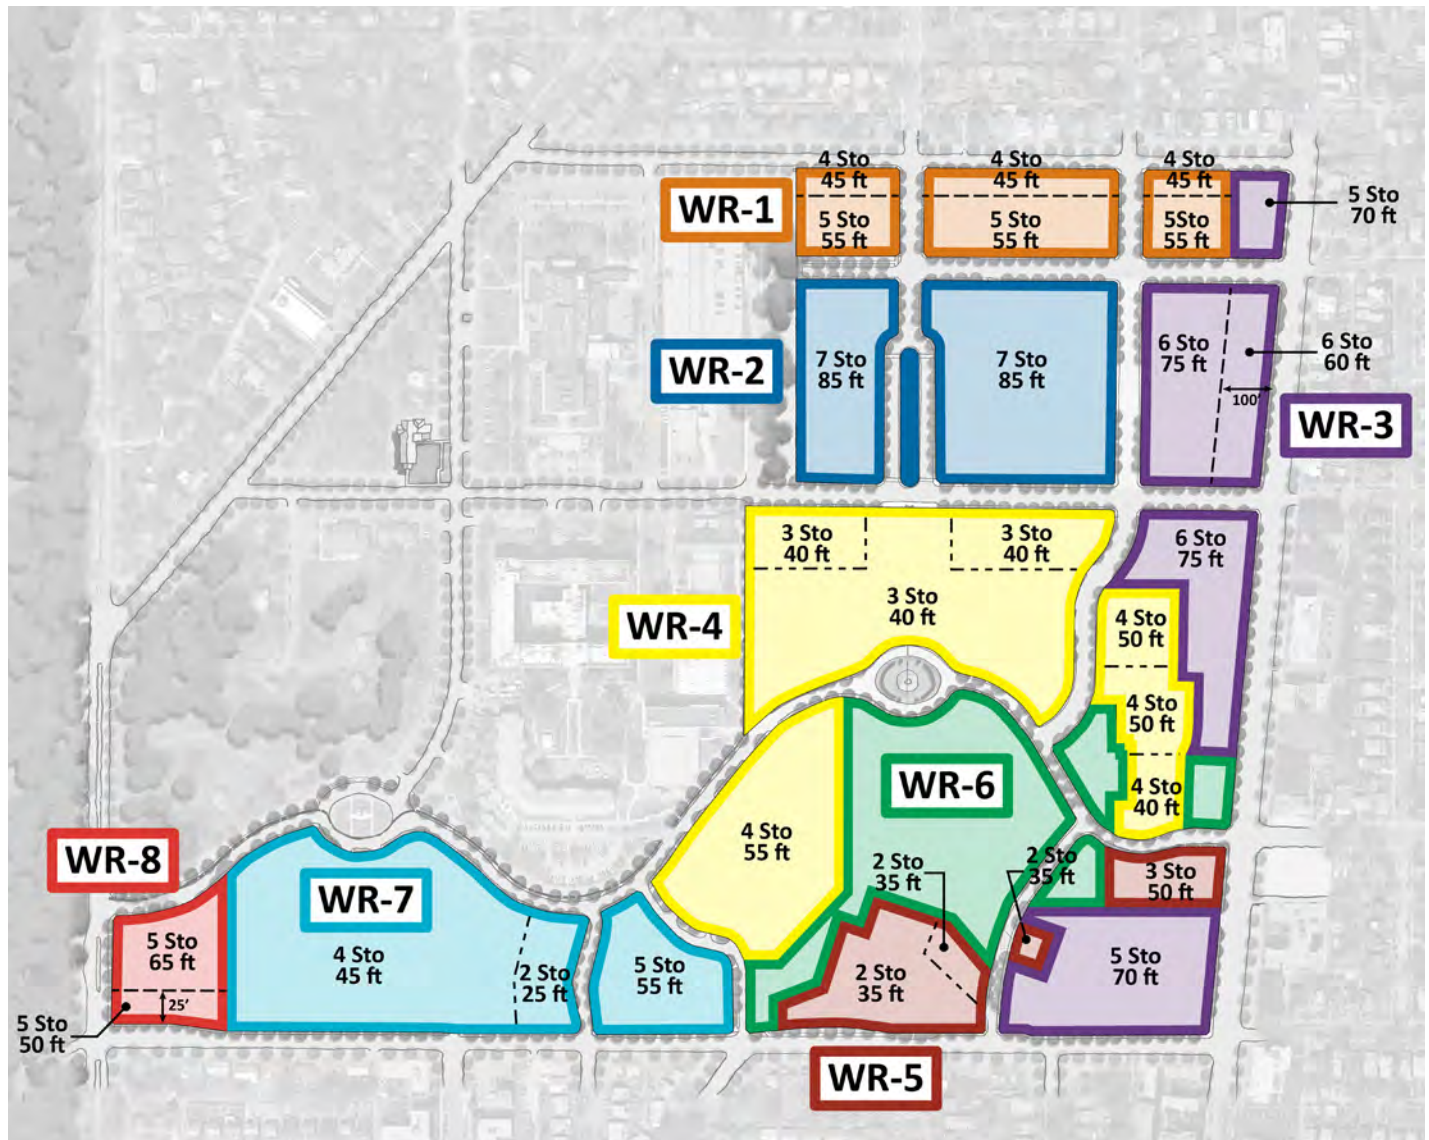 4 Sto
45 ft
4 Sto
45 ft
4 Sto
45 ft
WR-1
5 Sto
55 ft
5 Sto
55 ft
5Sto
55 ft
5 Sto
70 ft
WR-2
7 Sto
85 ft
7 Sto
85 ft
6 Sto
75 ft
6 Sto
60 ft
100'
WR-3
3 Sto
40 ft
3 Sto
40 ft
6 Sto
75 ft
WR-4
3 Sto
40 ft
4 Sto
50 ft
4 Sto
50 ft
WR-6
4 Sto
40 ft
4 Sto
55 ft
2 Sto
35 ft
2 Sto
35 ft
3 Sto
50 ft
WR-8
WR-7
5 Sto
65 ft
4 Sto
45 ft
2 Sto
25 ft
5 Sto
55 ft
2 Sto
35 ft
5 Sto
70 ft
25'
5 Sto
50 ft
WR-5